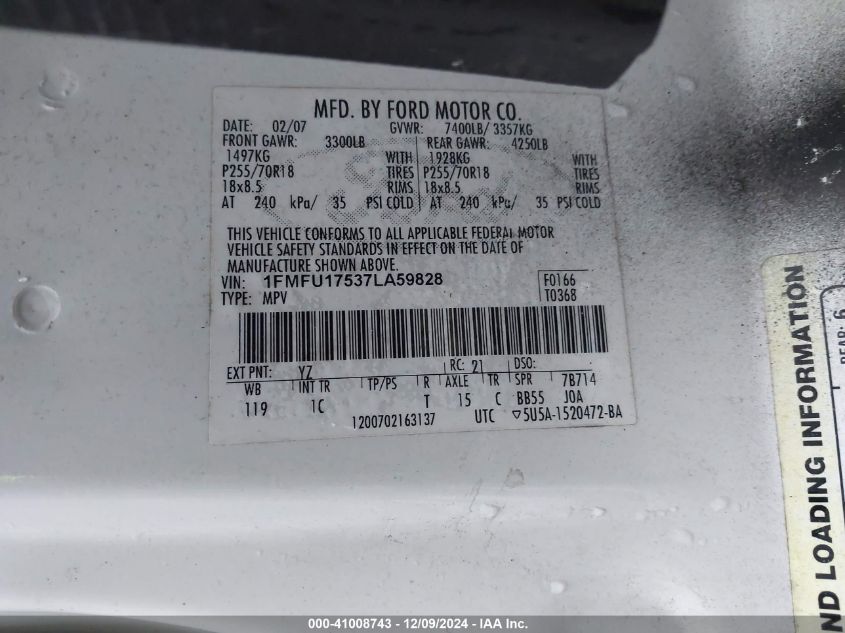 MFD. BY FORD MOTOR CO.
DATE: 02/07 GVWR: 7400LB/ 3357KG
FRONT GAWR: 3300LB REAR GAWR: 4250LB
1497KG WITH 1928KG WITH
P255/70R18 TIRES P255/70R18 TIRES
18x8.5 RIMS 18x8.5 RIMS
AT 240 kPa/ 35 PSI COLD AT 240 kPa/ 35 PSI COLD
THIS VEHICLE CONFORMS TO ALL APPLICABLE FEDERAL MOTOR
VEHICLE SAFETY STANDARDS IN EFFECT ON THE DATE OF
MANUFACTURE SHOWN ABOVE.
VIN: 1FMFU17537LA59828 F0166
TYPE: MPV T0368
EXT PNT: YZ RC: 21 DSO:
WB INT TR TP/PS R AXLE TR SPR 7B714
119 1C T 15 C BB55 J0A
1200702163137 UTC ▽5U5A-1520472-BA
ND LOADING INFORMATION
REAR: 6
000-41008743 - 12/09/2024 - IAA Inc.